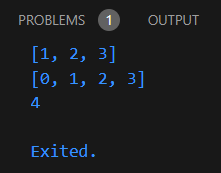 PROBLEMS 1 OUTPUT
[1, 2, 3]
[0, 1, 2, 3]
4
Exited.